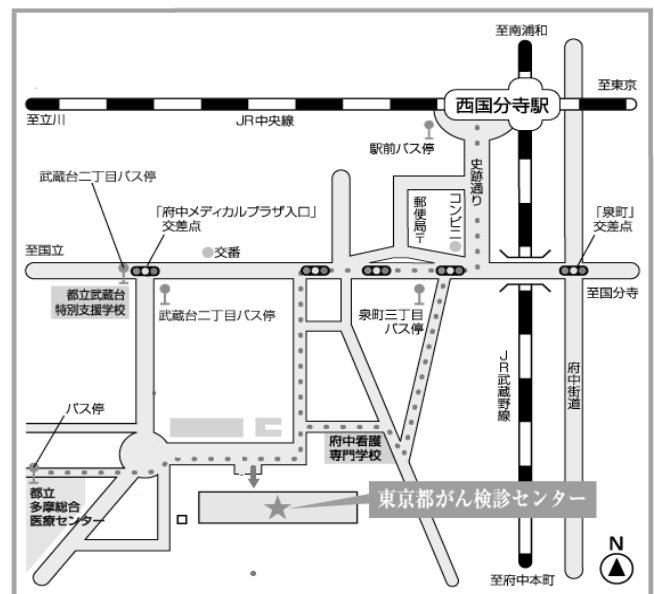 至南浦和
至東京
西国分寺駅
至立川
JR中央線
駅前バス停
史跡通り
武蔵台二丁目バス停
「府中メディカルプラザ入口」
交差点
郵便局〒
コンビニ
「泉町」
交差点
交番
至国立
至国分寺
都立武蔵台
特別支援学校
武蔵台二丁目バス停
泉町三丁目
バス停
JR武蔵野線
府中街道
バス停
府中看護
専門学校
都立
多摩総合
医療センター
東京都がん検診センター
N
至府中本町